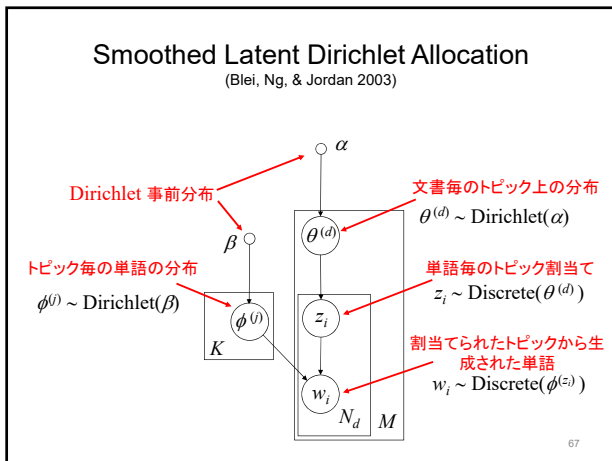 Smoothed Latent Dirichlet Allocation
(Blei, Ng, & Jordan 2003)
α
Dirichlet 事前分布
文書毎のトピック上の分布
θ^(d) ~ Dirichlet(α)
θ^(d)
β
トピック毎の単語の分布
ϕ^(j) ~ Dirichlet(β)
単語毎のトピック割当て
z_i ~ Discrete(θ^(d))
z_i
ϕ^(j)
K
割当てられたトピックから生
成された単語
w_i ~ Discrete(ϕ^(z_i))
w_i
N_d
M
67